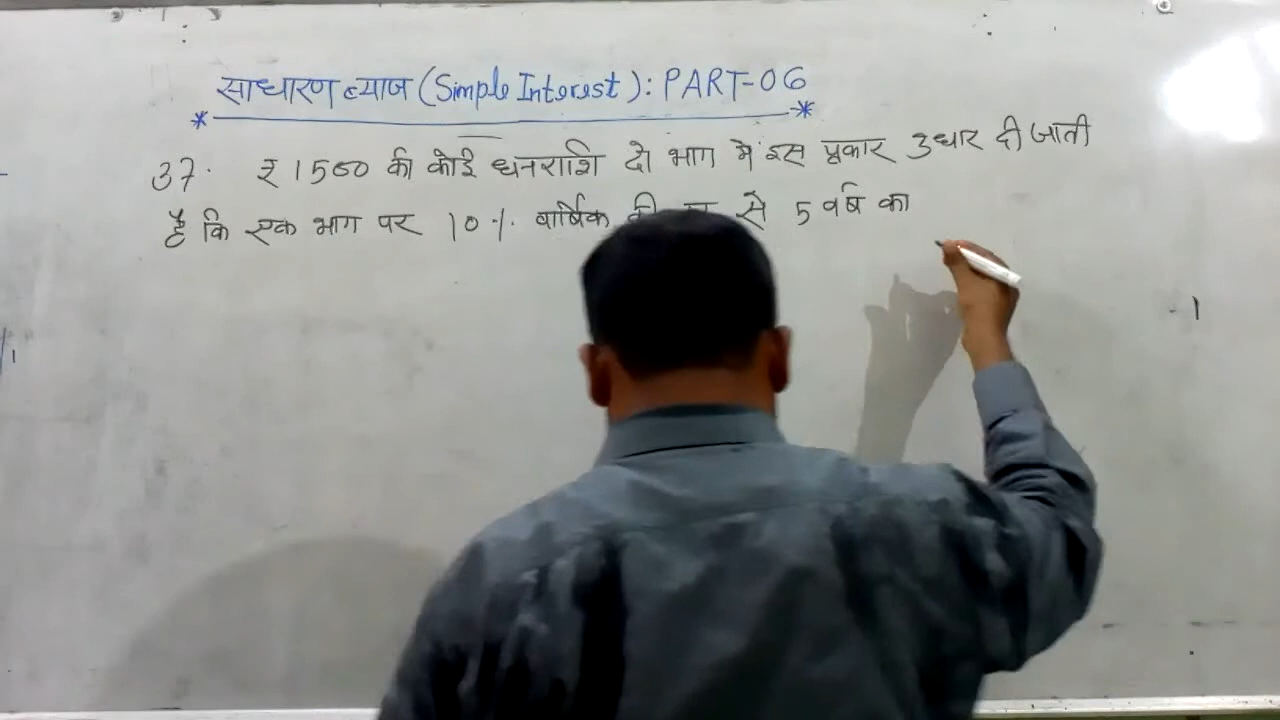 साधारण ब्याज (Simple Interest): PART-06
37. ₹1500 की कोई धनराशि दो भाग में इस प्रकार उधार दी जाती
है कि एक भाग पर 10% वार्षिक की से 5 वर्ष का